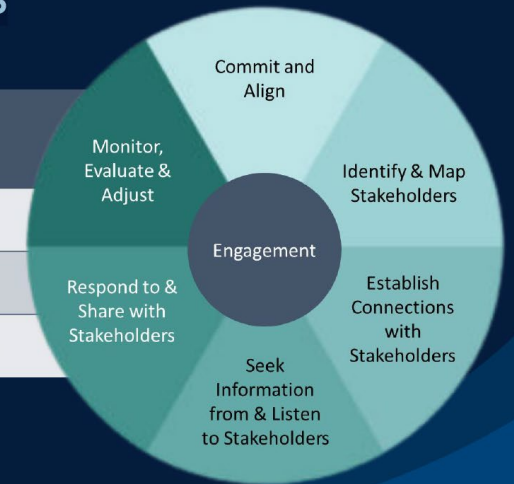 Commit and
Align
Identify & Map
Stakeholders
Establish
Connections
with
Stakeholders
Seek
Information
from & Listen
to Stakeholders
Respond to &
Share with
Stakeholders
Monitor,
Evaluate &
Adjust
Engagement